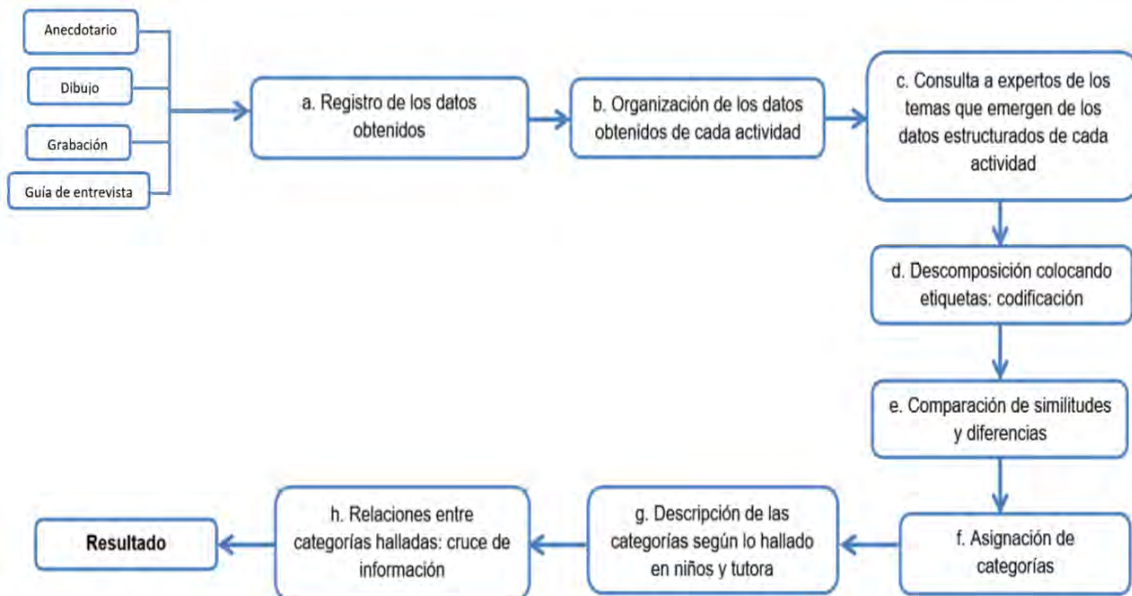 Anecdotario
Dibujo
Grabación
Guía de entrevista
a. Registro de los datos
obtenidos
b. Organización de los datos
obtenidos de cada actividad
c. Consulta a expertos de los
temas que emergen de los
datos estructurados de cada
actividad
d. Descomposición colocando
etiquetas: codificación
e. Comparación de similitudes
y diferencias
f. Asignación de
categorías
g. Descripción de las
categorías según lo hallado
en niños y tutora
h. Relaciones entre
categorías halladas: cruce de
información
Resultado